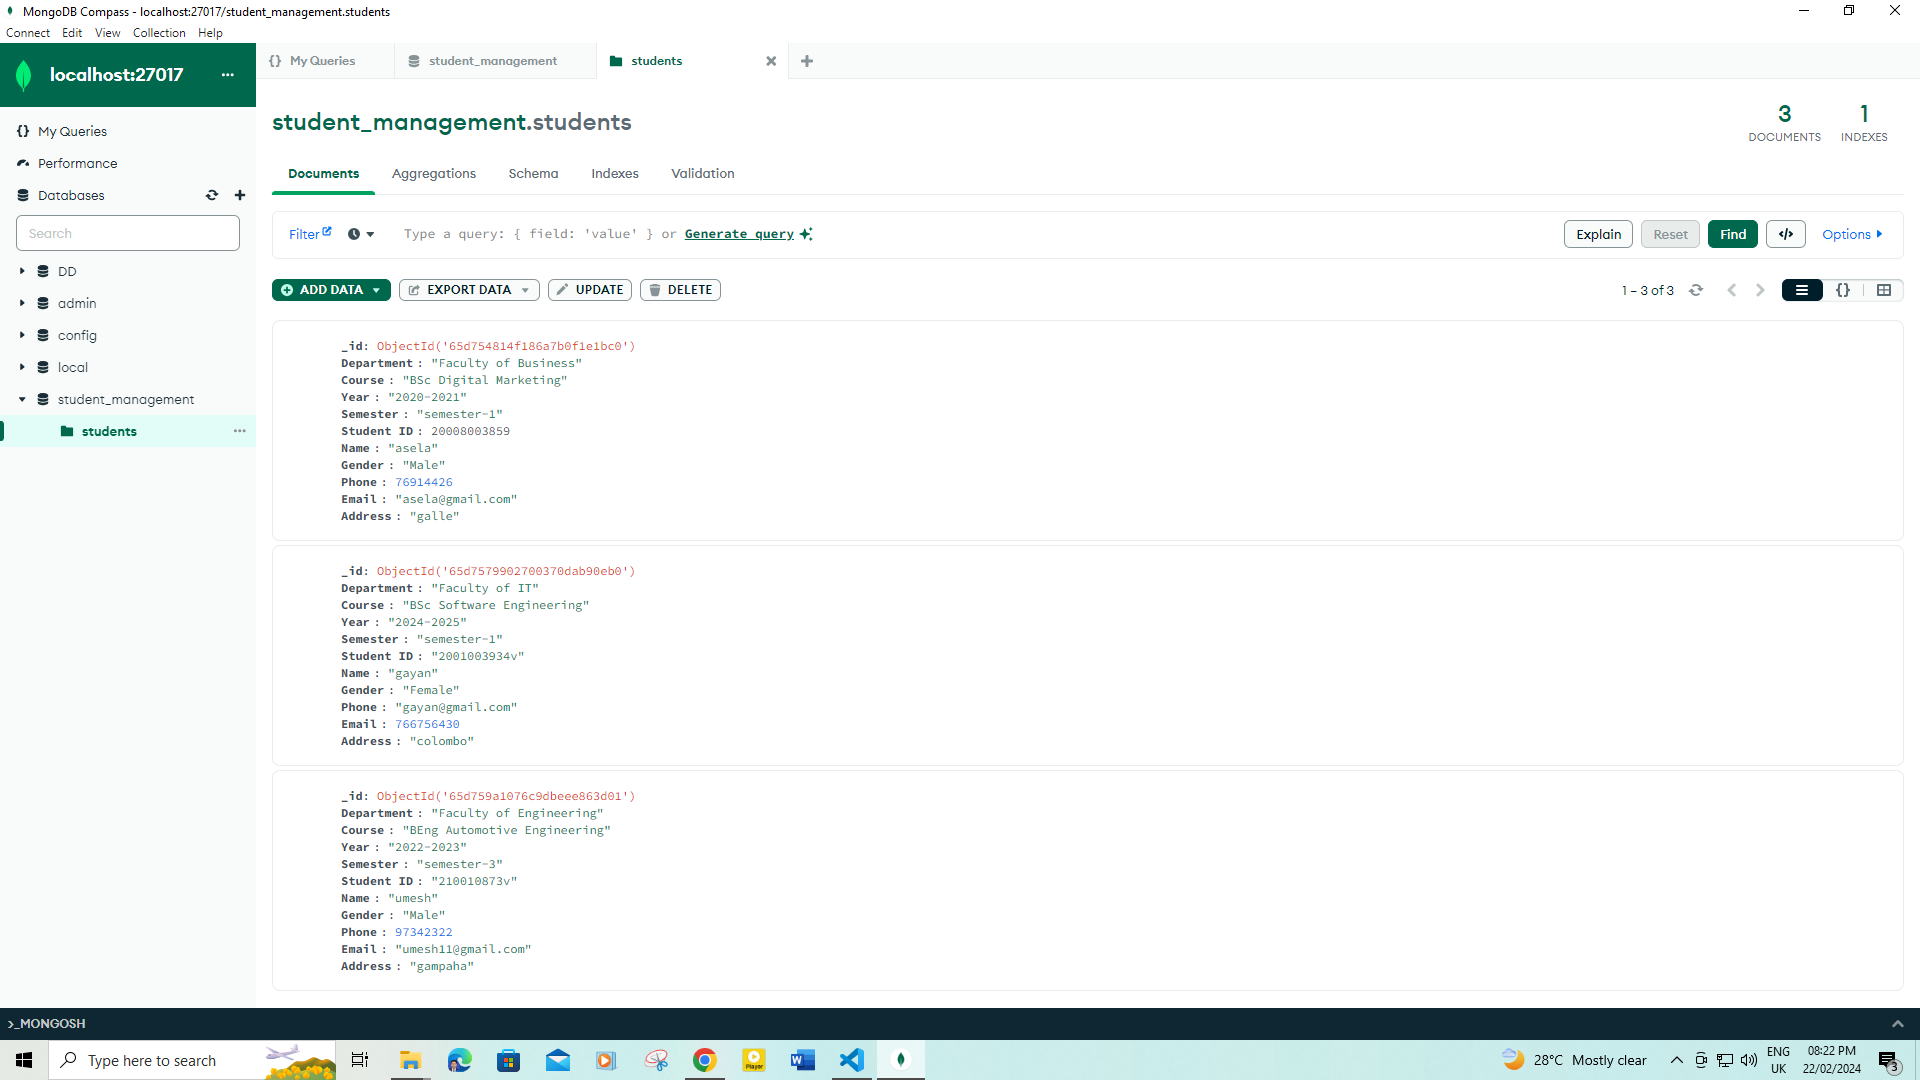 MongoDB Compass - localhost:27017/student_management.students
Connect Edit View Collection Help
localhost:27017 ...
{} My Queries
student_management
students
student_management.students
3 DOCUMENTS
1 INDEXES
My Queries
Performance
Databases
Search
DD
admin
config
local
student_management
students
Documents Aggregations Schema Indexes Validation
Filter Type a query: { field: 'value' } or Generate query Explain Reset Find </> Options
ADD DATA EXPORT DATA UPDATE DELETE 1 – 3 of 3 {}
_id: ObjectId('65d754814f186a7b0f1e1bc0')
Department : "Faculty of Business"
Course : "BSc Digital Marketing"
Year : "2020-2021"
Semester : "semester-1"
Student ID : 20008003859
Name : "asela"
Gender : "Male"
Phone : 76914426
Email : "asela@gmail.com"
Address : "galle"
_id: ObjectId('65d7579902700370dab90eb0')
Department : "Faculty of IT"
Course : "BSc Software Engineering"
Year : "2024-2025"
Semester : "semester-1"
Student ID : "2001003934v"
Name : "gayan"
Gender : "Female"
Phone : "gayan@gmail.com"
Email : 766756430
Address : "colombo"
_id: ObjectId('65d759a1076c9dbeee863d01')
Department : "Faculty of Engineering"
Course : "BEng Automotive Engineering"
Year : "2022-2023"
Semester : "semester-3"
Student ID : "210010873v"
Name : "umesh"
Gender : "Male"
Phone : 97342322
Email : "umesh11@gmail.com"
Address : "gampaha"
>_MONGOSH
Type here to search
Player
28°C Mostly clear
ENG
UK
08:22 PM
22/02/2024
3